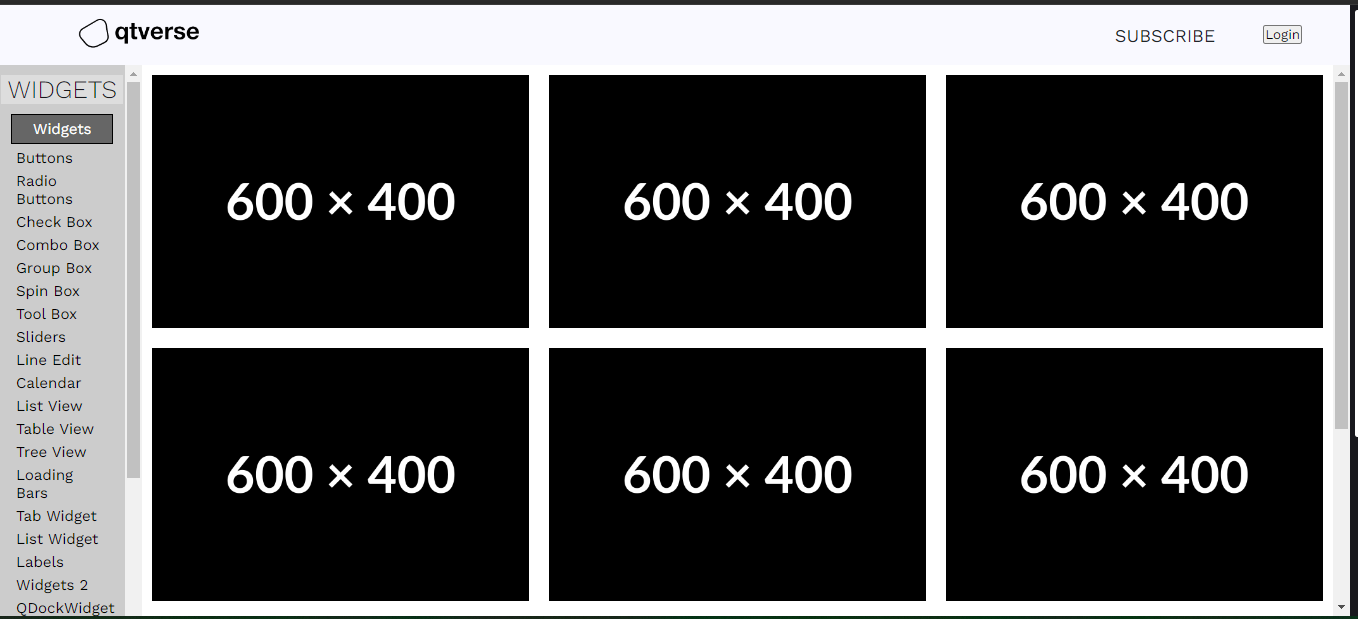 qtverse
SUBSCRIBE
Login
WIDGETS
Widgets
Buttons
Radio
Buttons
Check Box
Combo Box
Group Box
Spin Box
Tool Box
Sliders
Line Edit
Calendar
List View
Table View
Tree View
Loading
Bars
Tab Widget
List Widget
Labels
Widgets 2
QDockWidget
600 × 400
600 × 400
600 × 400
600 × 400
600 × 400
600 × 400